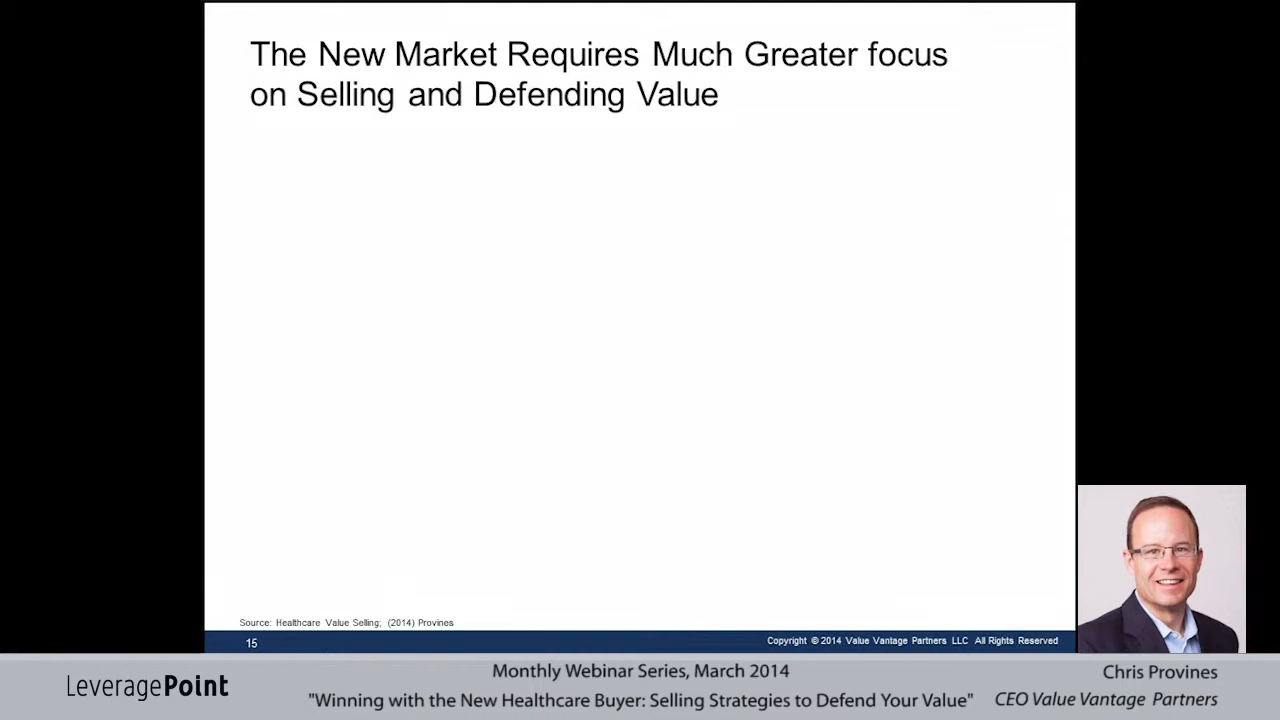 The New Market Requires Much Greater focus
on Selling and Defending Value
Source: Healthcare Value Selling; (2014) Provines
15
Copyright © 2014 Value Vantage Partners LLC All Rights Reserved
LeveragePoint
Monthly Webinar Series, March 2014
"Winning with the New Healthcare Buyer: Selling Strategies to Defend Your Value"
Chris Provines
CEO Value Vantage Partners